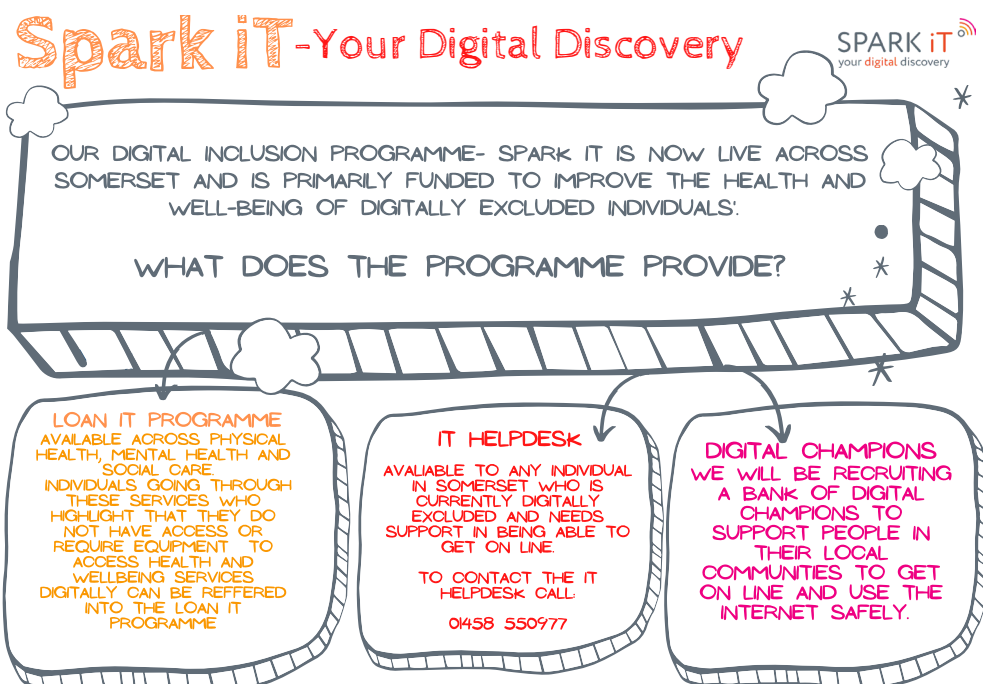 Spark iT-Your Digital Discovery
SPARK iT
your digital discovery
OUR DIGITAL INCLUSION PROGRAMME- SPARK IT IS NOW LIVE ACROSS
SOMERSET AND IS PRIMARILY FUNDED TO IMPROVE THE HEALTH AND
WELL-BEING OF DIGITALLY EXCLUDED INDIVIDUALS'.
WHAT DOES THE PROGRAMME PROVIDE?
LOAN IT PROGRAMME
AVAILABLE ACROSS PHYSICAL
HEALTH, MENTAL HEALTH AND
SOCIAL CARE.
INDIVIDUALS GOING THROUGH
THESE SERVICES WHO
HIGHLIGHT THAT THEY DO
NOT HAVE ACCESS OR
REQUIRE EQUIPMENT TO
ACCESS HEALTH AND
WELLBEING SERVICES
DIGITALLY CAN BE REFFERED
INTO THE LOAN IT
PROGRAMME
IT HELPDESK
AVALIABLE TO ANY INDIVIDUAL
IN SOMERSET WHO IS
CURRENTLY DIGITALLY
EXCLUDED AND NEEDS
SUPPORT IN BEING ABLE TO
GET ON LINE.
TO CONTACT THE IT
HELPDESK CALL:
01458 550977
DIGITAL CHAMPIONS
WE WILL BE RECRUITING
A BANK OF DIGITAL
CHAMPIONS TO
SUPPORT PEOPLE IN
THEIR LOCAL
COMMUNITIES TO GET
ON LINE AND USE THE
INTERNET SAFELY.